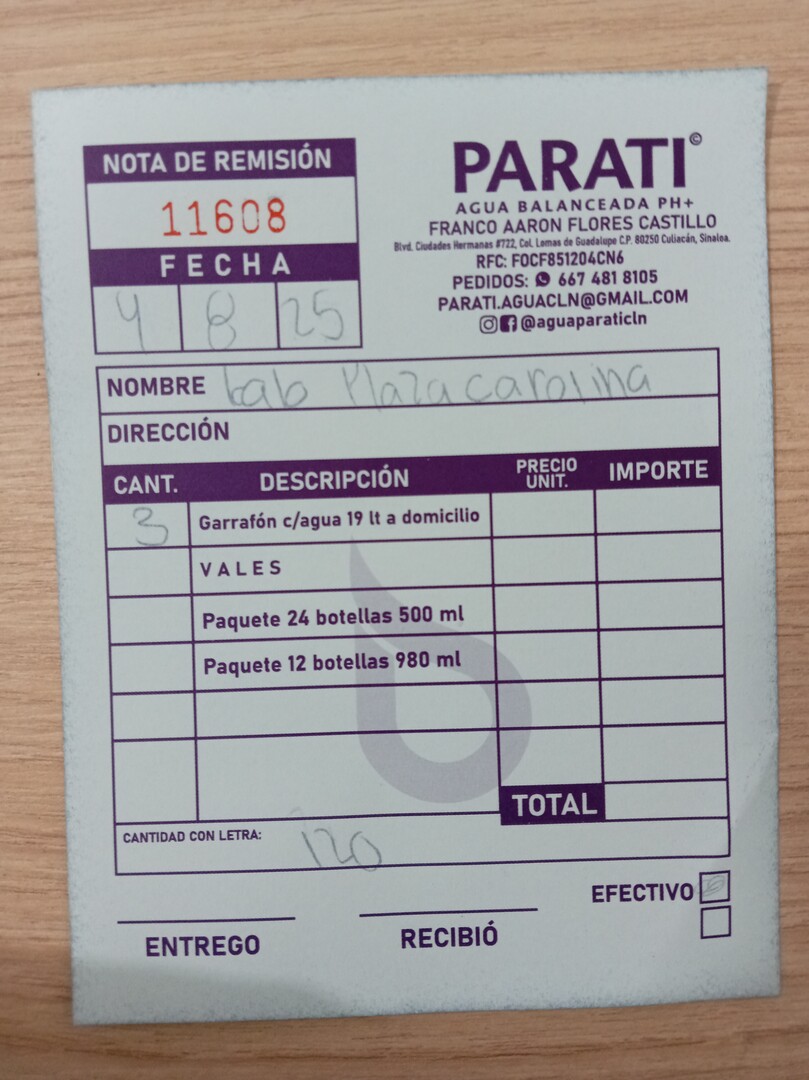 NOTA DE REMISIÓN
11608
FECHA
4 8 25
PARATI©
AGUA BALANCEADA PH+
FRANCO AARON FLORES CASTILLO
Blvd. Ciudades Hermanas #722, Col. Lomas de Guadalupe C.P. 80250 Culiacán, Sinaloa.
RFC: FOCF851204CN6
PEDIDOS: 667 481 8105
PARATI.AGUACLN@GMAIL.COM
@aguaparaticln
NOMBRE Lab Plaza carolina
DIRECCIÓN
CANT. DESCRIPCIÓN PRECIO UNIT. IMPORTE
3 Garrafón c/agua 19 lt a domicilio
VALES
Paquete 24 botellas 500 ml
Paquete 12 botellas 980 ml
TOTAL
CANTIDAD CON LETRA: 120
EFECTIVO
ENTREGO RECIBIÓ